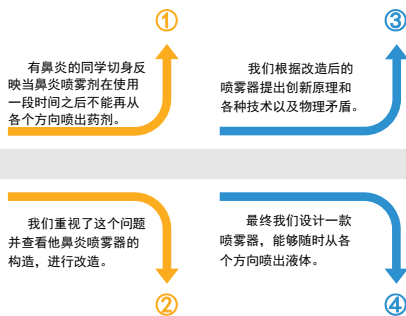 ①
有鼻炎的同学切身反
映当鼻炎喷雾剂在使用
一段时间之后不能再从
各个方向喷出药剂。
③
我们根据改造后的
喷雾器提出创新原理和
各种技术以及物理矛盾。
我们重视了这个问题
并查看他鼻炎喷雾器的
构造，进行改造。
②
最终我们设计一款
喷雾器，能够随时从各
个方向喷出液体。
④